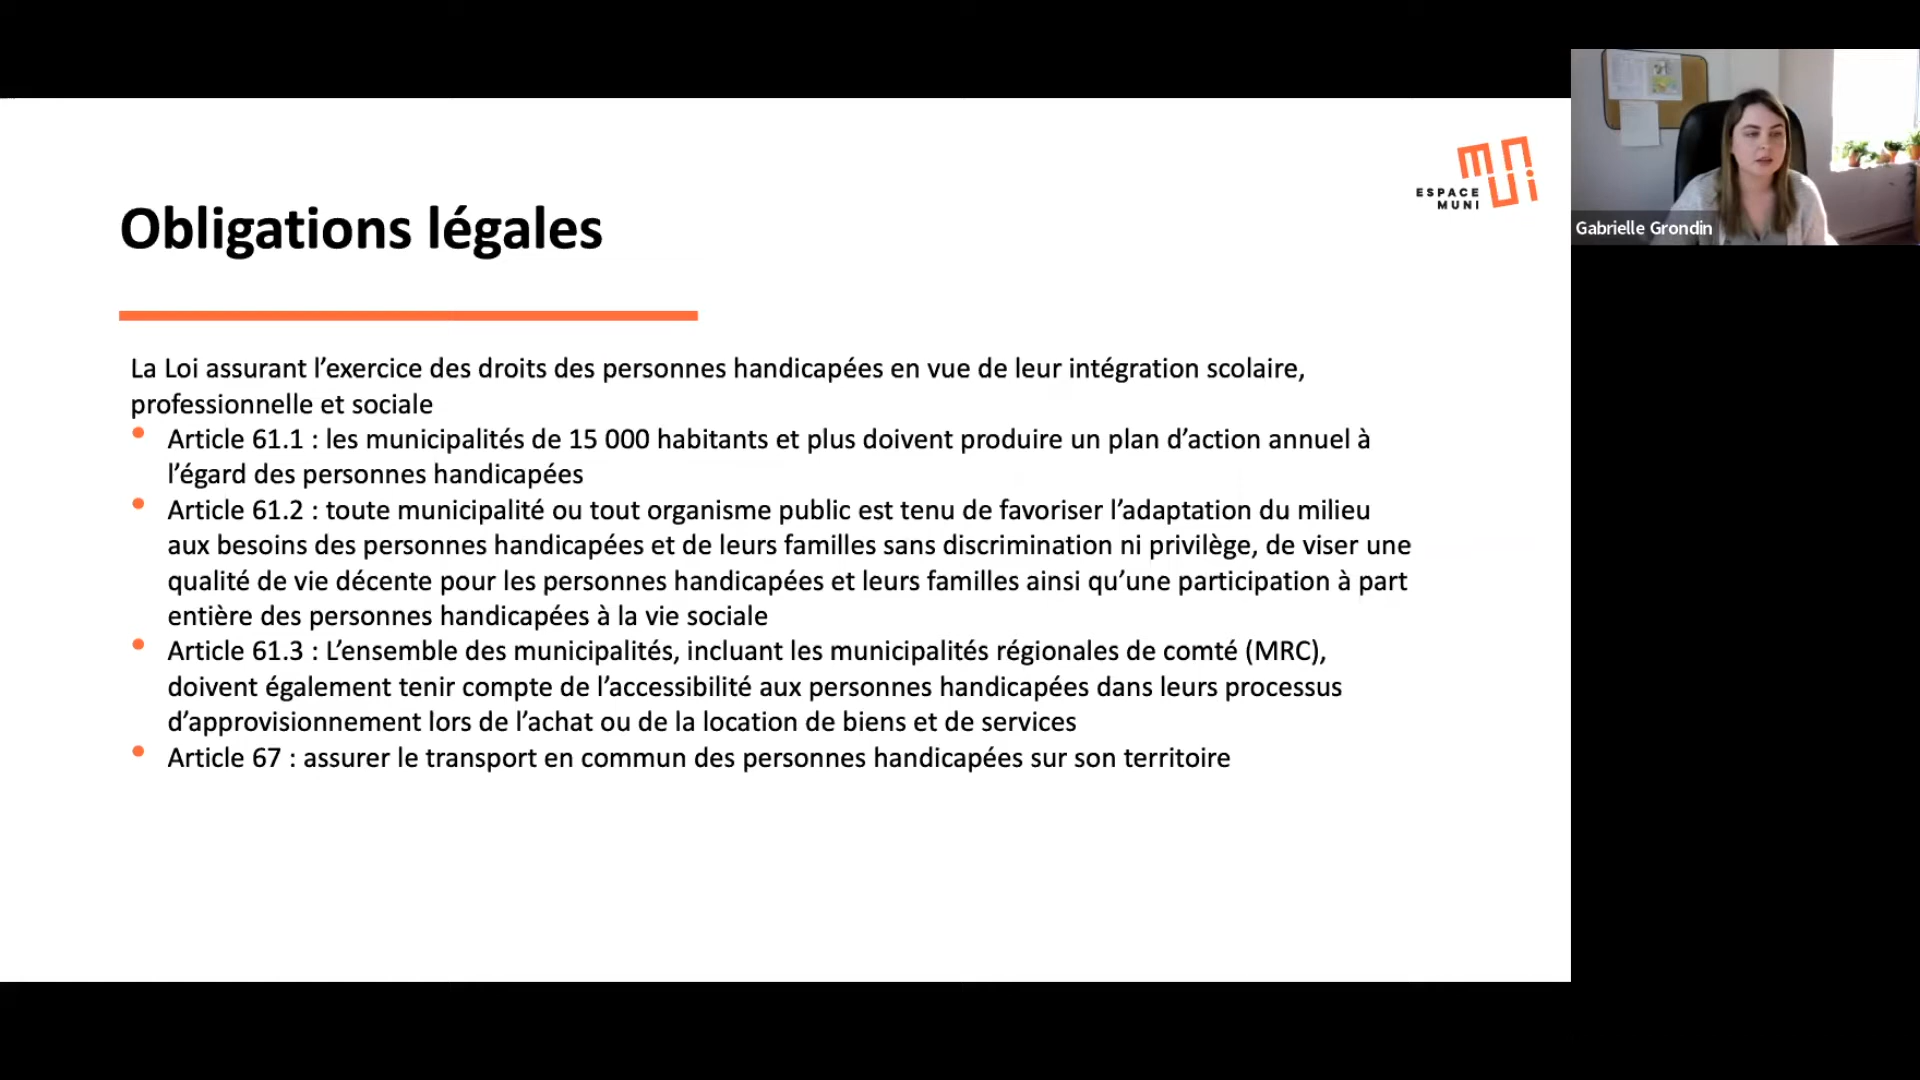 Obligations légales
ESPACE
MUNI
muni
Gabrielle Grondin
La Loi assurant l’exercice des droits des personnes handicapées en vue de leur intégration scolaire,
professionnelle et sociale
• Article 61.1 : les municipalités de 15 000 habitants et plus doivent produire un plan d’action annuel à
l’égard des personnes handicapées
• Article 61.2 : toute municipalité ou tout organisme public est tenu de favoriser l’adaptation du milieu
aux besoins des personnes handicapées et de leurs familles sans discrimination ni privilège, de viser une
qualité de vie décente pour les personnes handicapées et leurs familles ainsi qu’une participation à part
entière des personnes handicapées à la vie sociale
• Article 61.3 : L’ensemble des municipalités, incluant les municipalités régionales de comté (MRC),
doivent également tenir compte de l’accessibilité aux personnes handicapées dans leurs processus
d’approvisionnement lors de l’achat ou de la location de biens et de services
• Article 67 : assurer le transport en commun des personnes handicapées sur son territoire